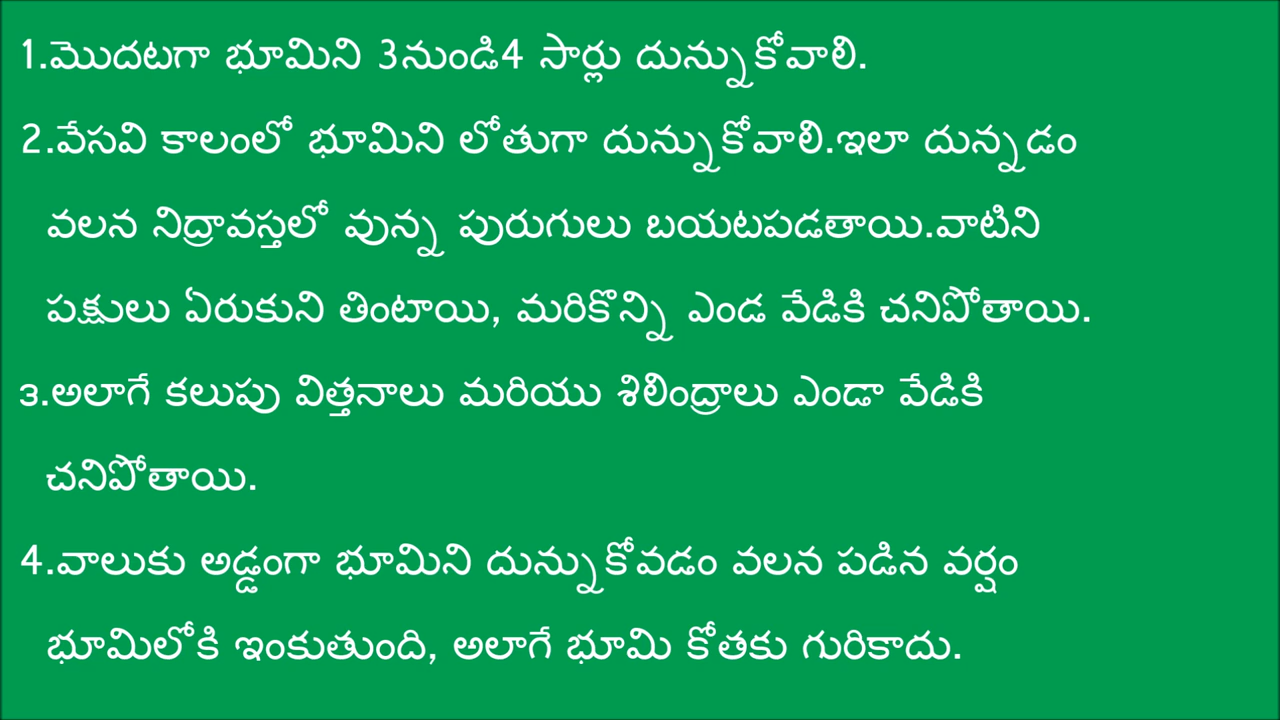 1.మొదటగా భూమిని 3నుండి4 సార్లు దున్నుకోవాలి.
2.వేసవి కాలంలో భూమిని లోతుగా దున్నుకోవాలి.ఇలా దున్నడం
వలన నిద్రావస్తలో వున్న పురుగులు బయటపడతాయి.వాటిని
పక్షులు ఏరుకుని తింటాయి, మరికొన్ని ఎండ వేడికి చనిపోతాయి.
3.అలాగే కలుపు విత్తనాలు మరియు శిలింద్రాలు ఎండా వేడికి
చనిపోతాయి.
4.వాలుకు అడ్డంగా భూమిని దున్నుకోవడం వలన పడిన వర్షం
భూమిలోకి ఇంకుతుంది, అలాగే భూమి కోతకు గురికాదు.